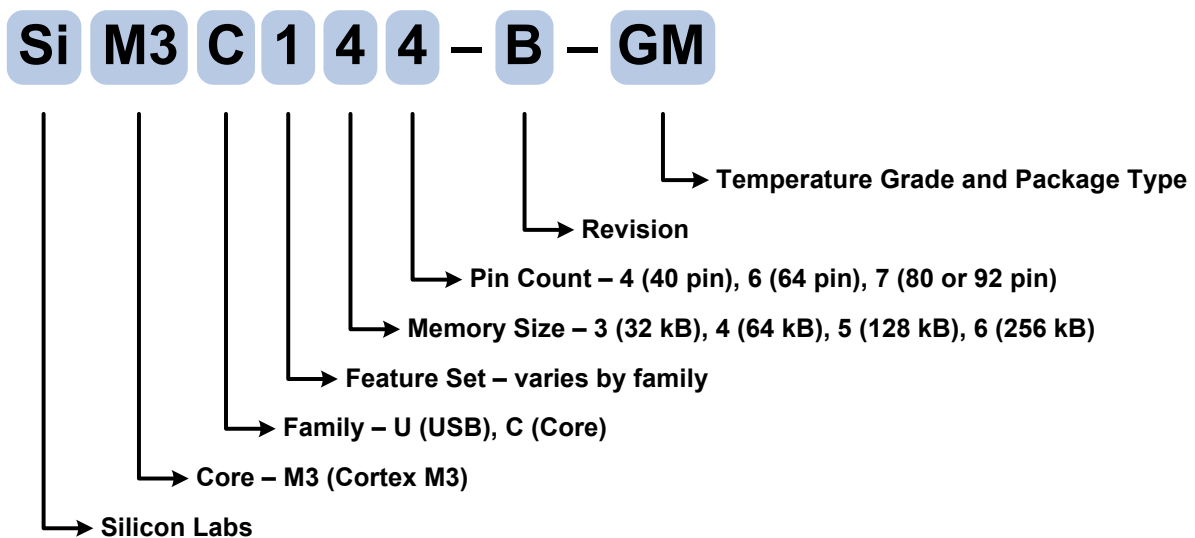 Si M3 C 1 4 4 – B – GM
Temperature Grade and Package Type
Revision
Pin Count – 4 (40 pin), 6 (64 pin), 7 (80 or 92 pin)
Memory Size – 3 (32 kB), 4 (64 kB), 5 (128 kB), 6 (256 kB)
Feature Set – varies by family
Family – U (USB), C (Core)
Core – M3 (Cortex M3)
Silicon Labs